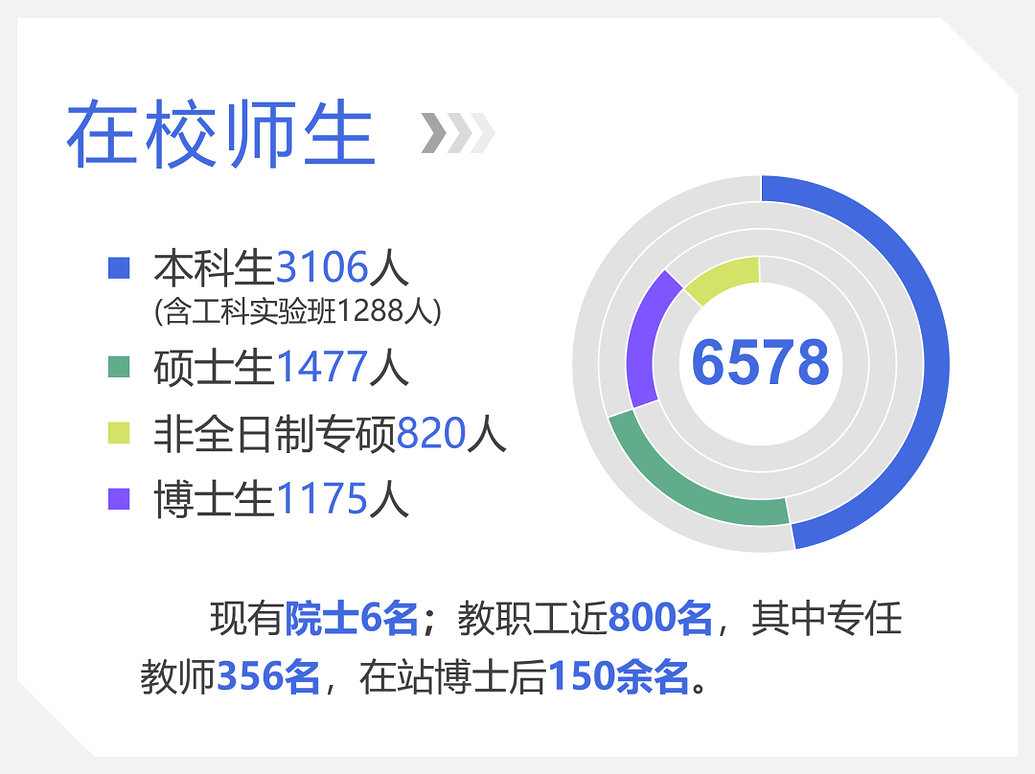 在校师生
本科生3106人
(含工科实验班1288人)
硕士生1477人
非全日制专硕820人
博士生1175人
6578
现有院士6名；教职工近800名，其中专任
教师356名，在站博士后150余名。